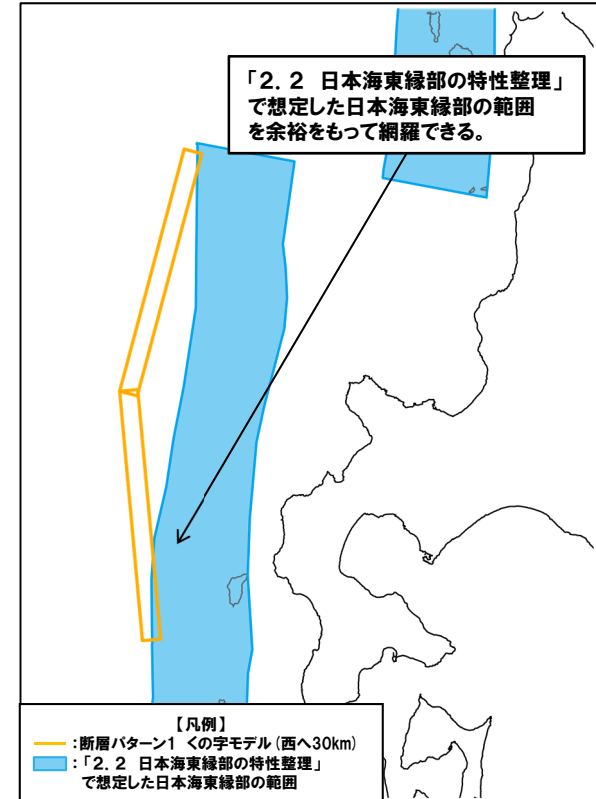 「2.2 日本海東縁部の特性整理」
で想定した日本海東縁部の範囲
を余裕をもって網羅できる。
【凡例】
:断層パターン1 くの字モデル(西へ30km)
:「2.2 日本海東縁部の特性整理」
で想定した日本海東縁部の範囲